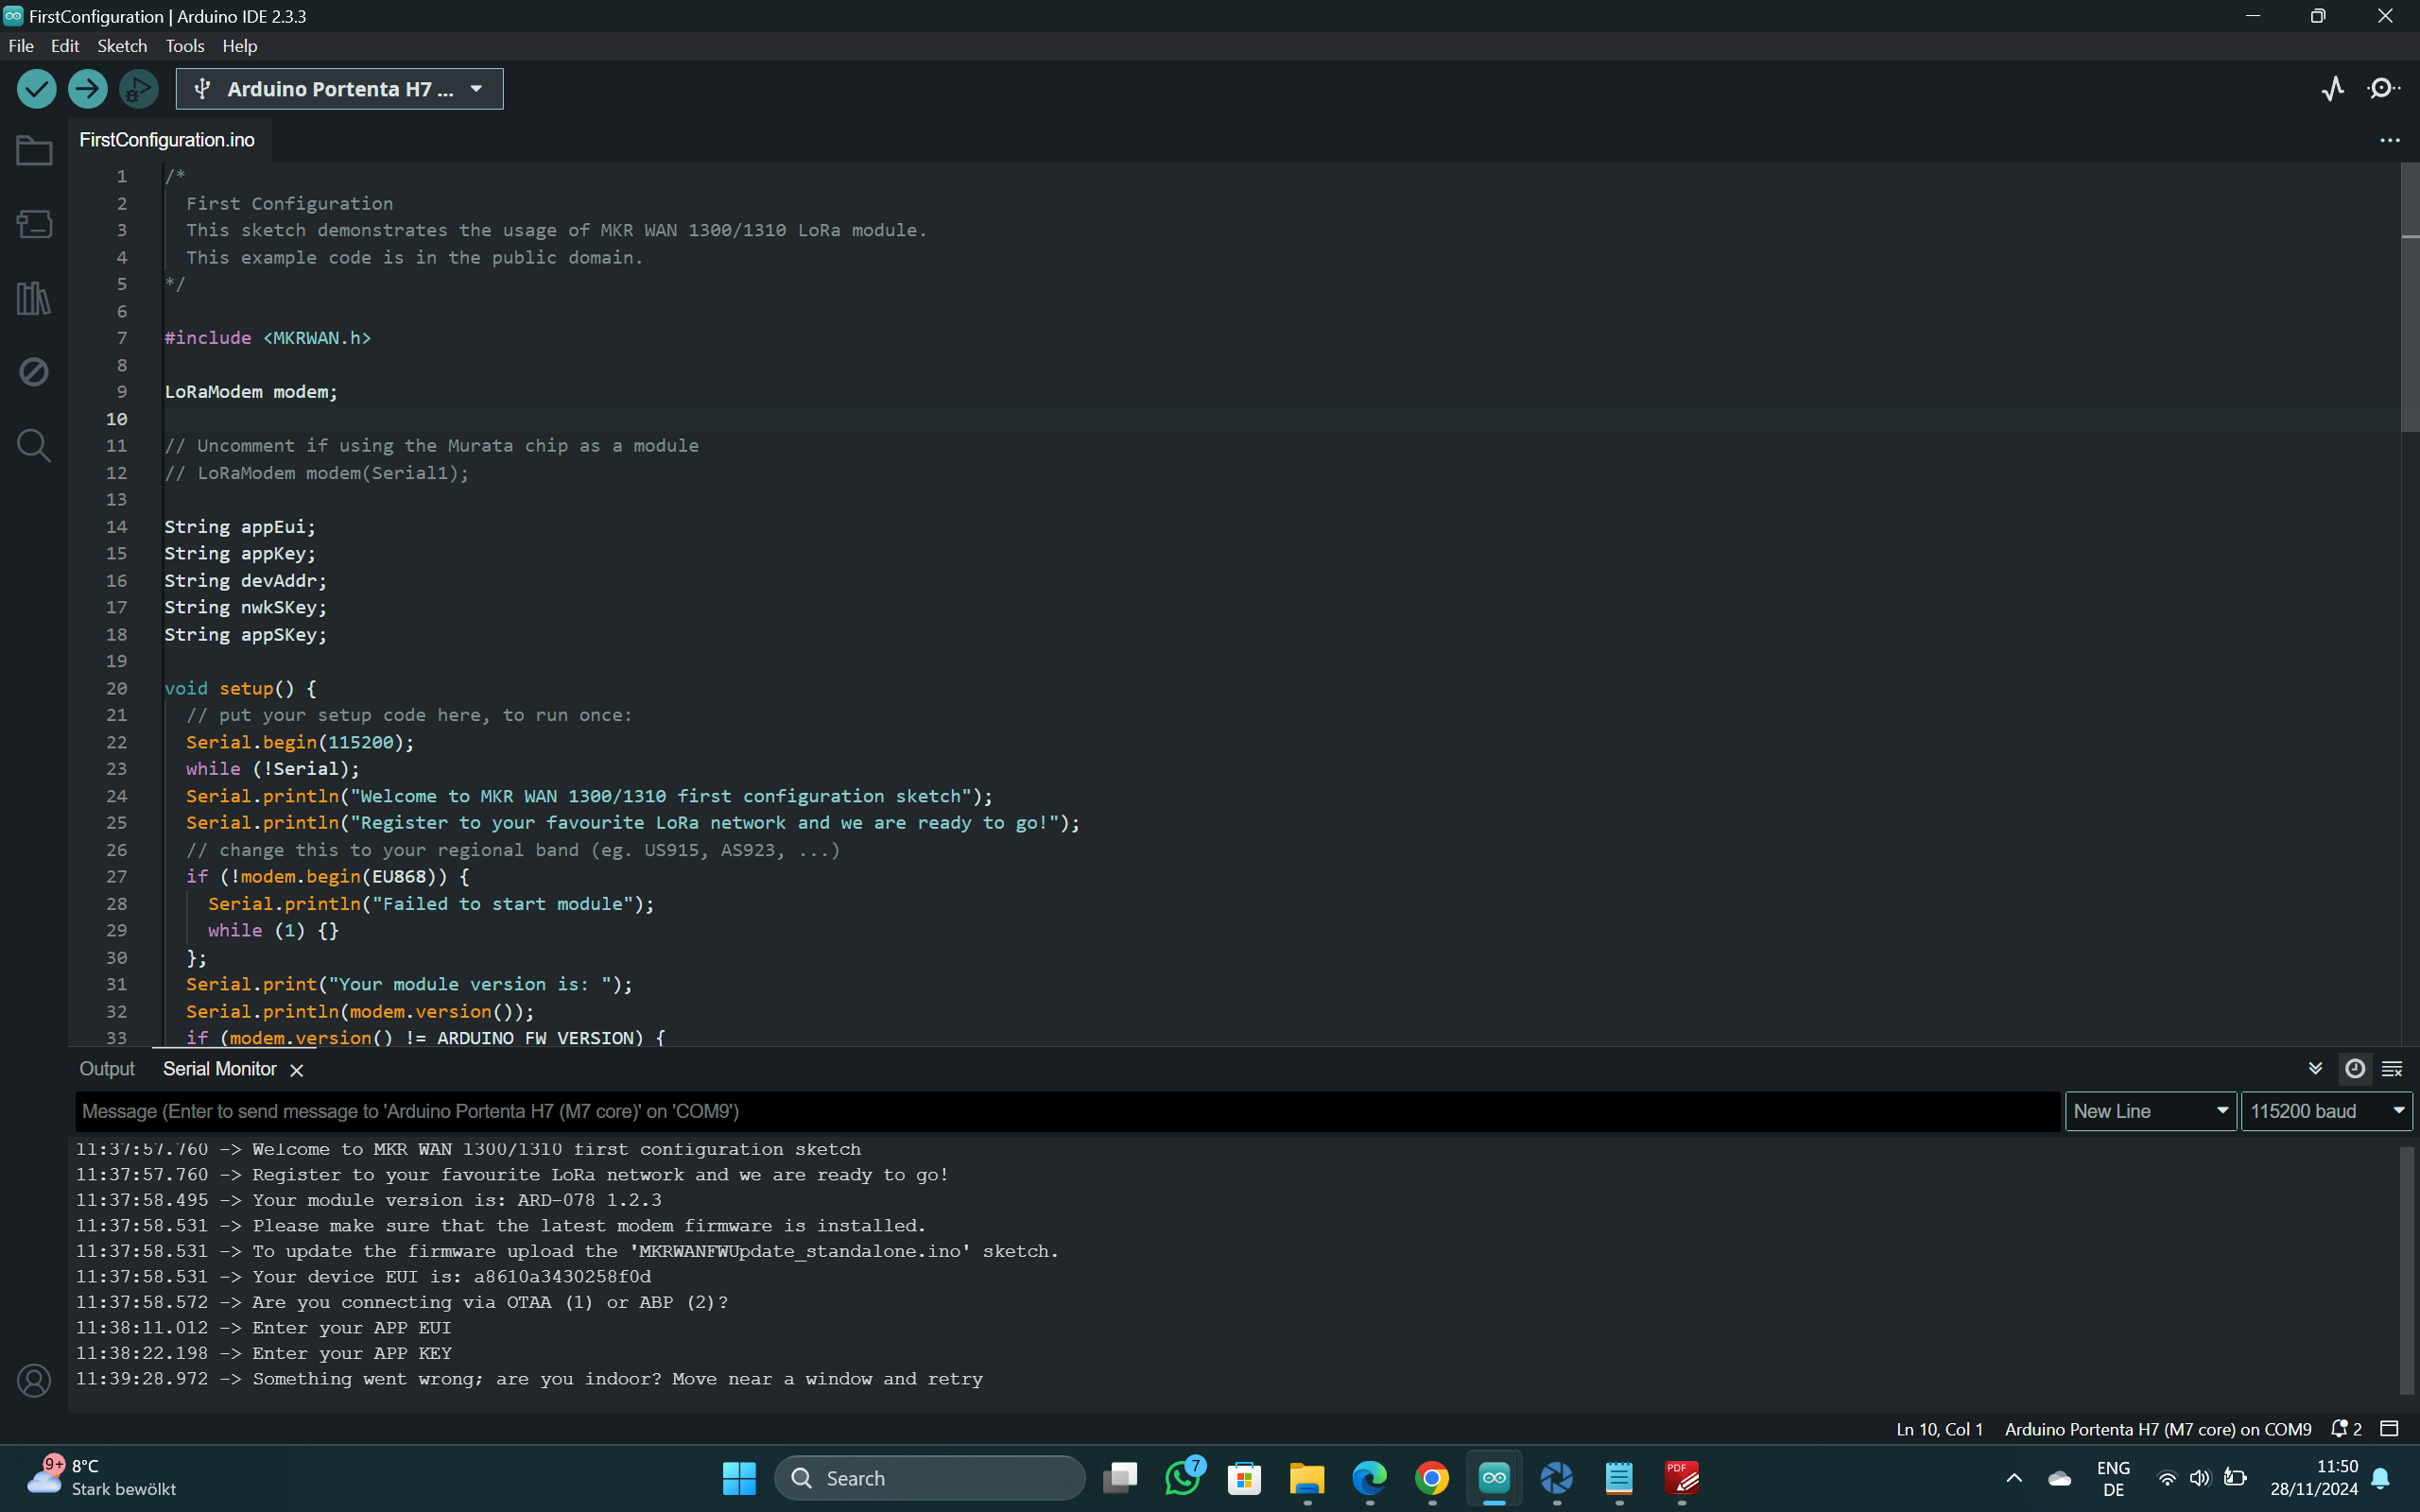 FirstConfiguration | Arduino IDE 2.3.3
File Edit Sketch Tools Help
Arduino Portenta H7 ...
FirstConfiguration.ino
1 /*
2 First Configuration
3 This sketch demonstrates the usage of MKR WAN 1300/1310 LoRa module.
4 This example code is in the public domain.
5 */
6
7 #include <MKRWAN.h>
8
9 LoRaModem modem;
10
11 // Uncomment if using the Murata chip as a module
12 // LoRaModem modem(Serial1);
13
14 String appEui;
15 String appKey;
16 String devAddr;
17 String nwkSKey;
18 String appSKey;
19
20 void setup() {
21 // put your setup code here, to run once:
22 Serial.begin(115200);
23 while (!Serial);
24 Serial.println("Welcome to MKR WAN 1300/1310 first configuration sketch");
25 Serial.println("Register to your favourite LoRa network and we are ready to go!");
26 // change this to your regional band (eg. US915, AS923, ...)
27 if (!modem.begin(EU868)) {
28 Serial.println("Failed to start module");
29 while (1) {}
30 };
31 Serial.print("Your module version is: ");
32 Serial.println(modem.version());
33 if (modem.version() != ARDUINO_FW_VERSION) {
Output Serial Monitor
Message (Enter to send message to 'Arduino Portenta H7 (M7 core)' on 'COM9') New Line 115200 baud
11:37:57.760 -> Welcome to MKR WAN 1300/1310 first configuration sketch
11:37:57.760 -> Register to your favourite LoRa network and we are ready to go!
11:37:58.495 -> Your module version is: ARD-078 1.2.3
11:37:58.531 -> Please make sure that the latest modem firmware is installed.
11:37:58.531 -> To update the firmware upload the 'MKRWANFWUpdate_standalone.ino' sketch.
11:37:58.531 -> Your device EUI is: a8610a3430258f0d
11:37:58.572 -> Are you connecting via OTAA (1) or ABP (2)?
11:38:11.012 -> Enter your APP EUI
11:38:22.198 -> Enter your APP KEY
11:39:28.972 -> Something went wrong; are you indoor? Move near a window and retry
Ln 10, Col 1 Arduino Portenta H7 (M7 core) on COM9 2
9+ 8°C
Stark bewölkt
Search
7
PDF
ENG
DE
11:50
28/11/2024